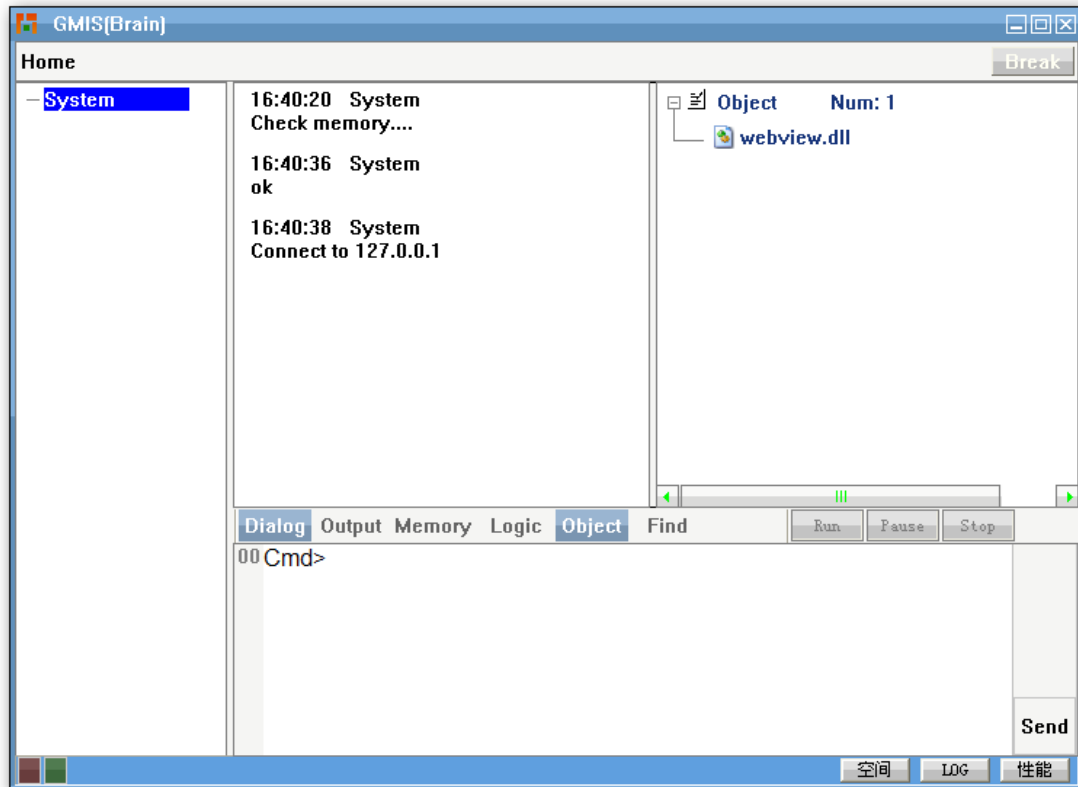 GMIS(Brain)
Home
Break
System
16:40:20 System
Check memory....
16:40:36 System
ok
16:40:38 System
Connect to 127.0.0.1
Object Num: 1
webview.dll
Dialog Output Memory Logic Object Find Run Pause Stop
00 Cmd>
Send
空间 LOG 性能